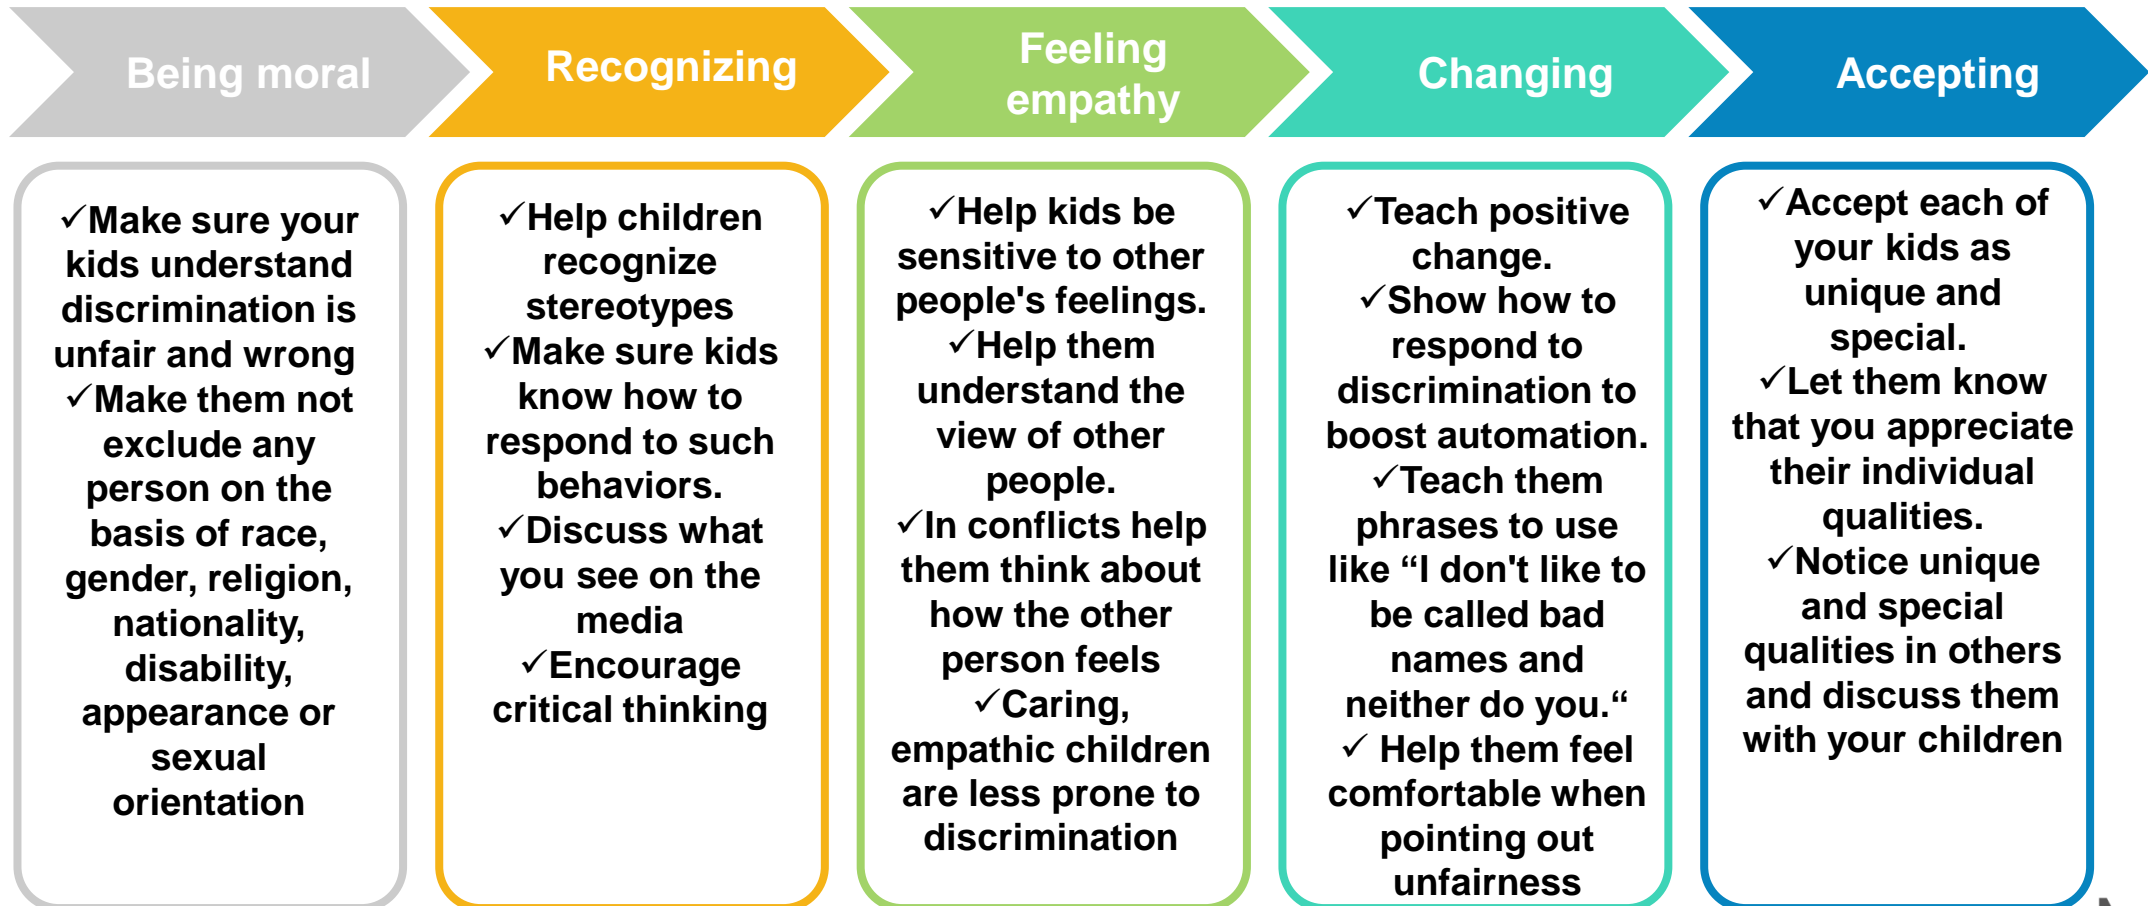 Being moral
Recognizing
Feeling
empathy
Changing
Accepting
✓Make sure your
kids understand
discrimination is
unfair and wrong
✓Make them not
exclude any
person on the
basis of race,
gender, religion,
nationality,
disability,
appearance or
sexual
orientation
✓Help children
recognize
stereotypes
✓Make sure kids
know how to
respond to such
behaviors.
✓Discuss what
you see on the
media
✓Encourage
critical thinking
✓Help kids be
sensitive to other
people's feelings.
✓Help them
understand the
view of other
people.
✓In conflicts help
them think about
how the other
person feels
✓Caring,
empathic children
are less prone to
discrimination
✓Teach positive
change.
✓Show how to
respond to
discrimination to
boost automation.
✓Teach them
phrases to use
like “I don't like to
be called bad
names and
neither do you.“
✓ Help them feel
comfortable when
pointing out
unfairness
✓Accept each of
your kids as
unique and
special.
✓Let them know
that you appreciate
their individual
qualities.
✓Notice unique
and special
qualities in others
and discuss them
with your children